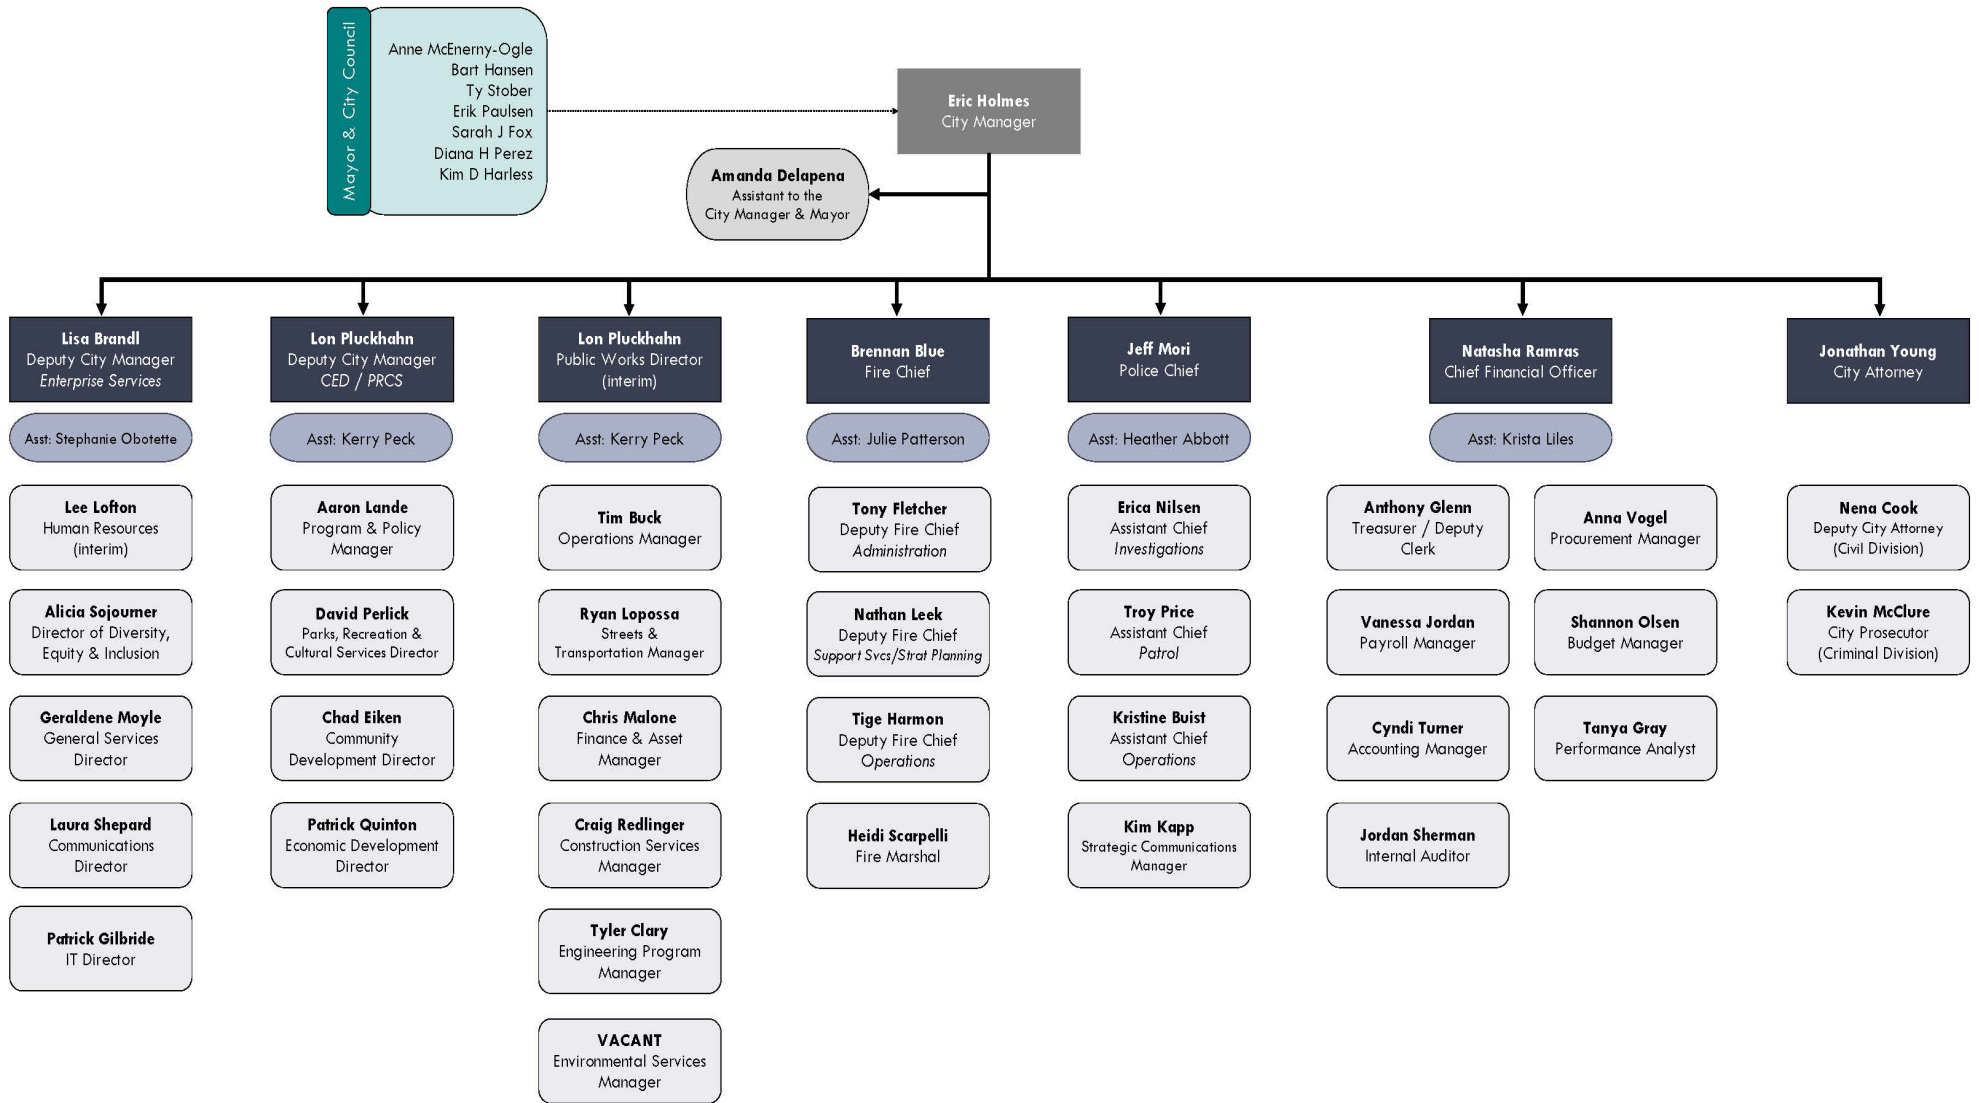 Mayor & City Council
Anne McEnerny-Ogle
Bart Hansen
Ty Stober
Erik Paulsen
Sarah J Fox
Diana H Perez
Kim D Harless
Eric Holmes
City Manager
Amanda Delapena
Assistant to the
City Manager & Mayor
Lisa Brandl
Deputy City Manager
Enterprise Services
Asst: Stephanie Obotette
Lee Lofton
Human Resources
(interim)
Alicia Sojourner
Director of Diversity,
Equity & Inclusion
Geraldene Moyle
General Services
Director
Laura Shepard
Communications
Director
Patrick Gilbride
IT Director
Lon Pluckhahn
Deputy City Manager
CED / PRCS
Asst: Kerry Peck
Aaron Lande
Program & Policy
Manager
David Perlick
Parks, Recreation &
Cultural Services Director
Chad Eiken
Community
Development Director
Patrick Quinton
Economic Development
Director
Lon Pluckhahn
Public Works Director
(interim)
Asst: Kerry Peck
Tim Buck
Operations Manager
Ryan Lopossa
Streets &
Transportation Manager
Chris Malone
Finance & Asset
Manager
Craig Redlinger
Construction Services
Manager
Tyler Clary
Engineering Program
Manager
VACANT
Environmental Services
Manager
Brennan Blue
Fire Chief
Asst: Julie Patterson
Tony Fletcher
Deputy Fire Chief
Administration
Nathan Leek
Deputy Fire Chief
Support Svcs/Strat Planning
Tige Harmon
Deputy Fire Chief
Operations
Heidi Scarpelli
Fire Marshal
Jeff Mori
Police Chief
Asst: Heather Abbott
Erica Nilsen
Assistant Chief
Investigations
Troy Price
Assistant Chief
Patrol
Kristine Buist
Assistant Chief
Operations
Kim Kapp
Strategic Communications
Manager
Natasha Ramras
Chief Financial Officer
Asst: Krista Liles
Anthony Glenn
Treasurer / Deputy
Clerk
Vanessa Jordan
Payroll Manager
Cyndi Turner
Accounting Manager
Jordan Sherman
Internal Auditor
Anna Vogel
Procurement Manager
Shannon Olsen
Budget Manager
Tanya Gray
Performance Analyst
Jonathan Young
City Attorney
Nena Cook
Deputy City Attorney
(Civil Division)
Kevin McClure
City Prosecutor
(Criminal Division)